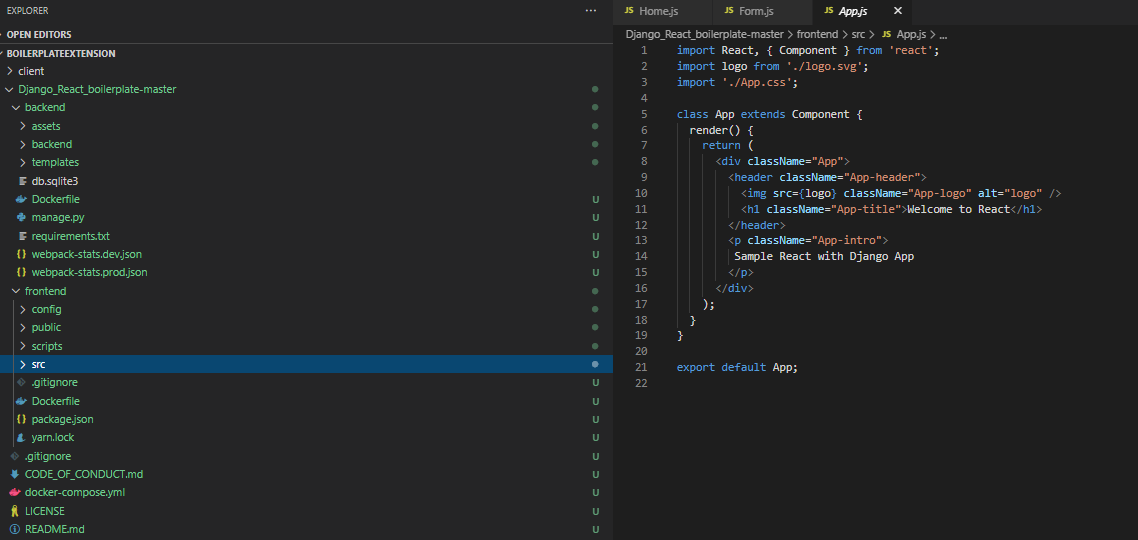 EXPLORER
...
OPEN EDITORS
BOILERPLATEEXTENSION
client
Django_React_boilerplate-master
backend
assets
backend
templates
db.sqlite3
Dockerfile U
manage.py U
requirements.txt U
webpack-stats.dev.json U
webpack-stats.prod.json U
frontend
config
public
scripts
src
.gitignore U
Dockerfile U
package.json U
yarn.lock U
.gitignore U
CODE_OF_CONDUCT.md U
docker-compose.yml U
LICENSE U
README.md U
JS Home.js JS Form.js JS App.js ×
Django_React_boilerplate-master > frontend > src > JS App.js > ...
1 import React, { Component } from 'react';
2 import logo from './logo.svg';
3 import './App.css';
4
5 class App extends Component {
6 render() {
7 return (
8 <div className="App">
9 <header className="App-header">
10 <img src={logo} className="App-logo" alt="logo" />
11 <h1 className="App-title">Welcome to React</h1>
12 </header>
13 <p className="App-intro">
14 Sample React with Django App
15 </p>
16 </div>
17 );
18 }
19 }
20
21 export default App;
22